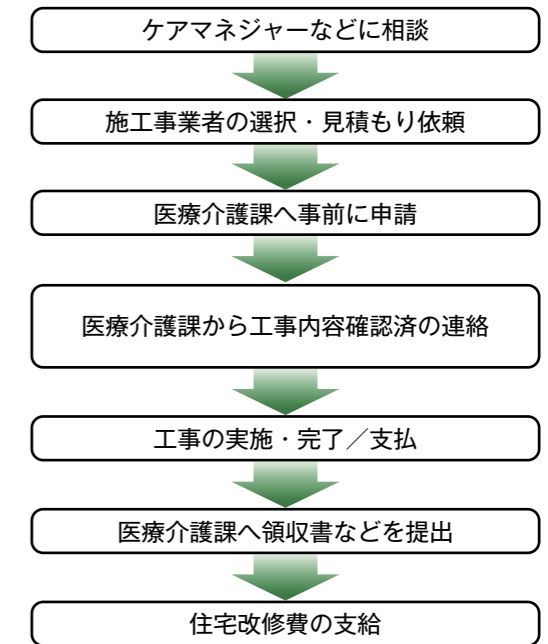 ケアマネジャーなどに相談
施工事業者の選択・見積もり依頼
医療介護課へ事前に申請
医療介護課から工事内容確認済の連絡
工事の実施・完了／支払
医療介護課へ領収書などを提出
住宅改修費の支給